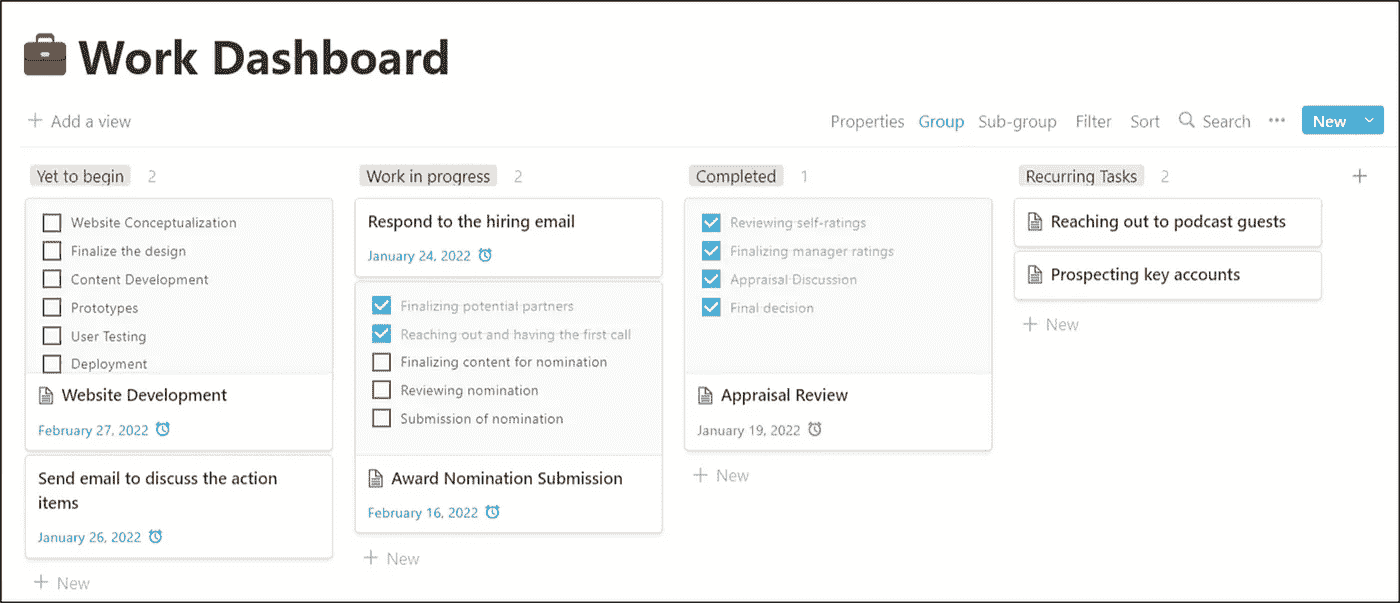 Work Dashboard
Add a view
Properties Group Sub-group Filter Sort Search ... New
Yet to begin 2
Website Conceptualization
Finalize the design
Content Development
Prototypes
User Testing
Deployment
Website Development
February 27, 2022
Send email to discuss the action
items
January 26, 2022
+ New
Work in progress 2
Respond to the hiring email
January 24, 2022
Finalizing potential partners
Reaching out and having the first call
Finalizing content for nomination
Reviewing nomination
Submission of nomination
Award Nomination Submission
February 16, 2022
+ New
Completed 1
Reviewing self-ratings
Finalizing manager ratings
Appraisal Discussion
Final decision
Appraisal Review
January 19, 2022
+ New
Recurring Tasks 2
Reaching out to podcast guests
Prospecting key accounts
+ New